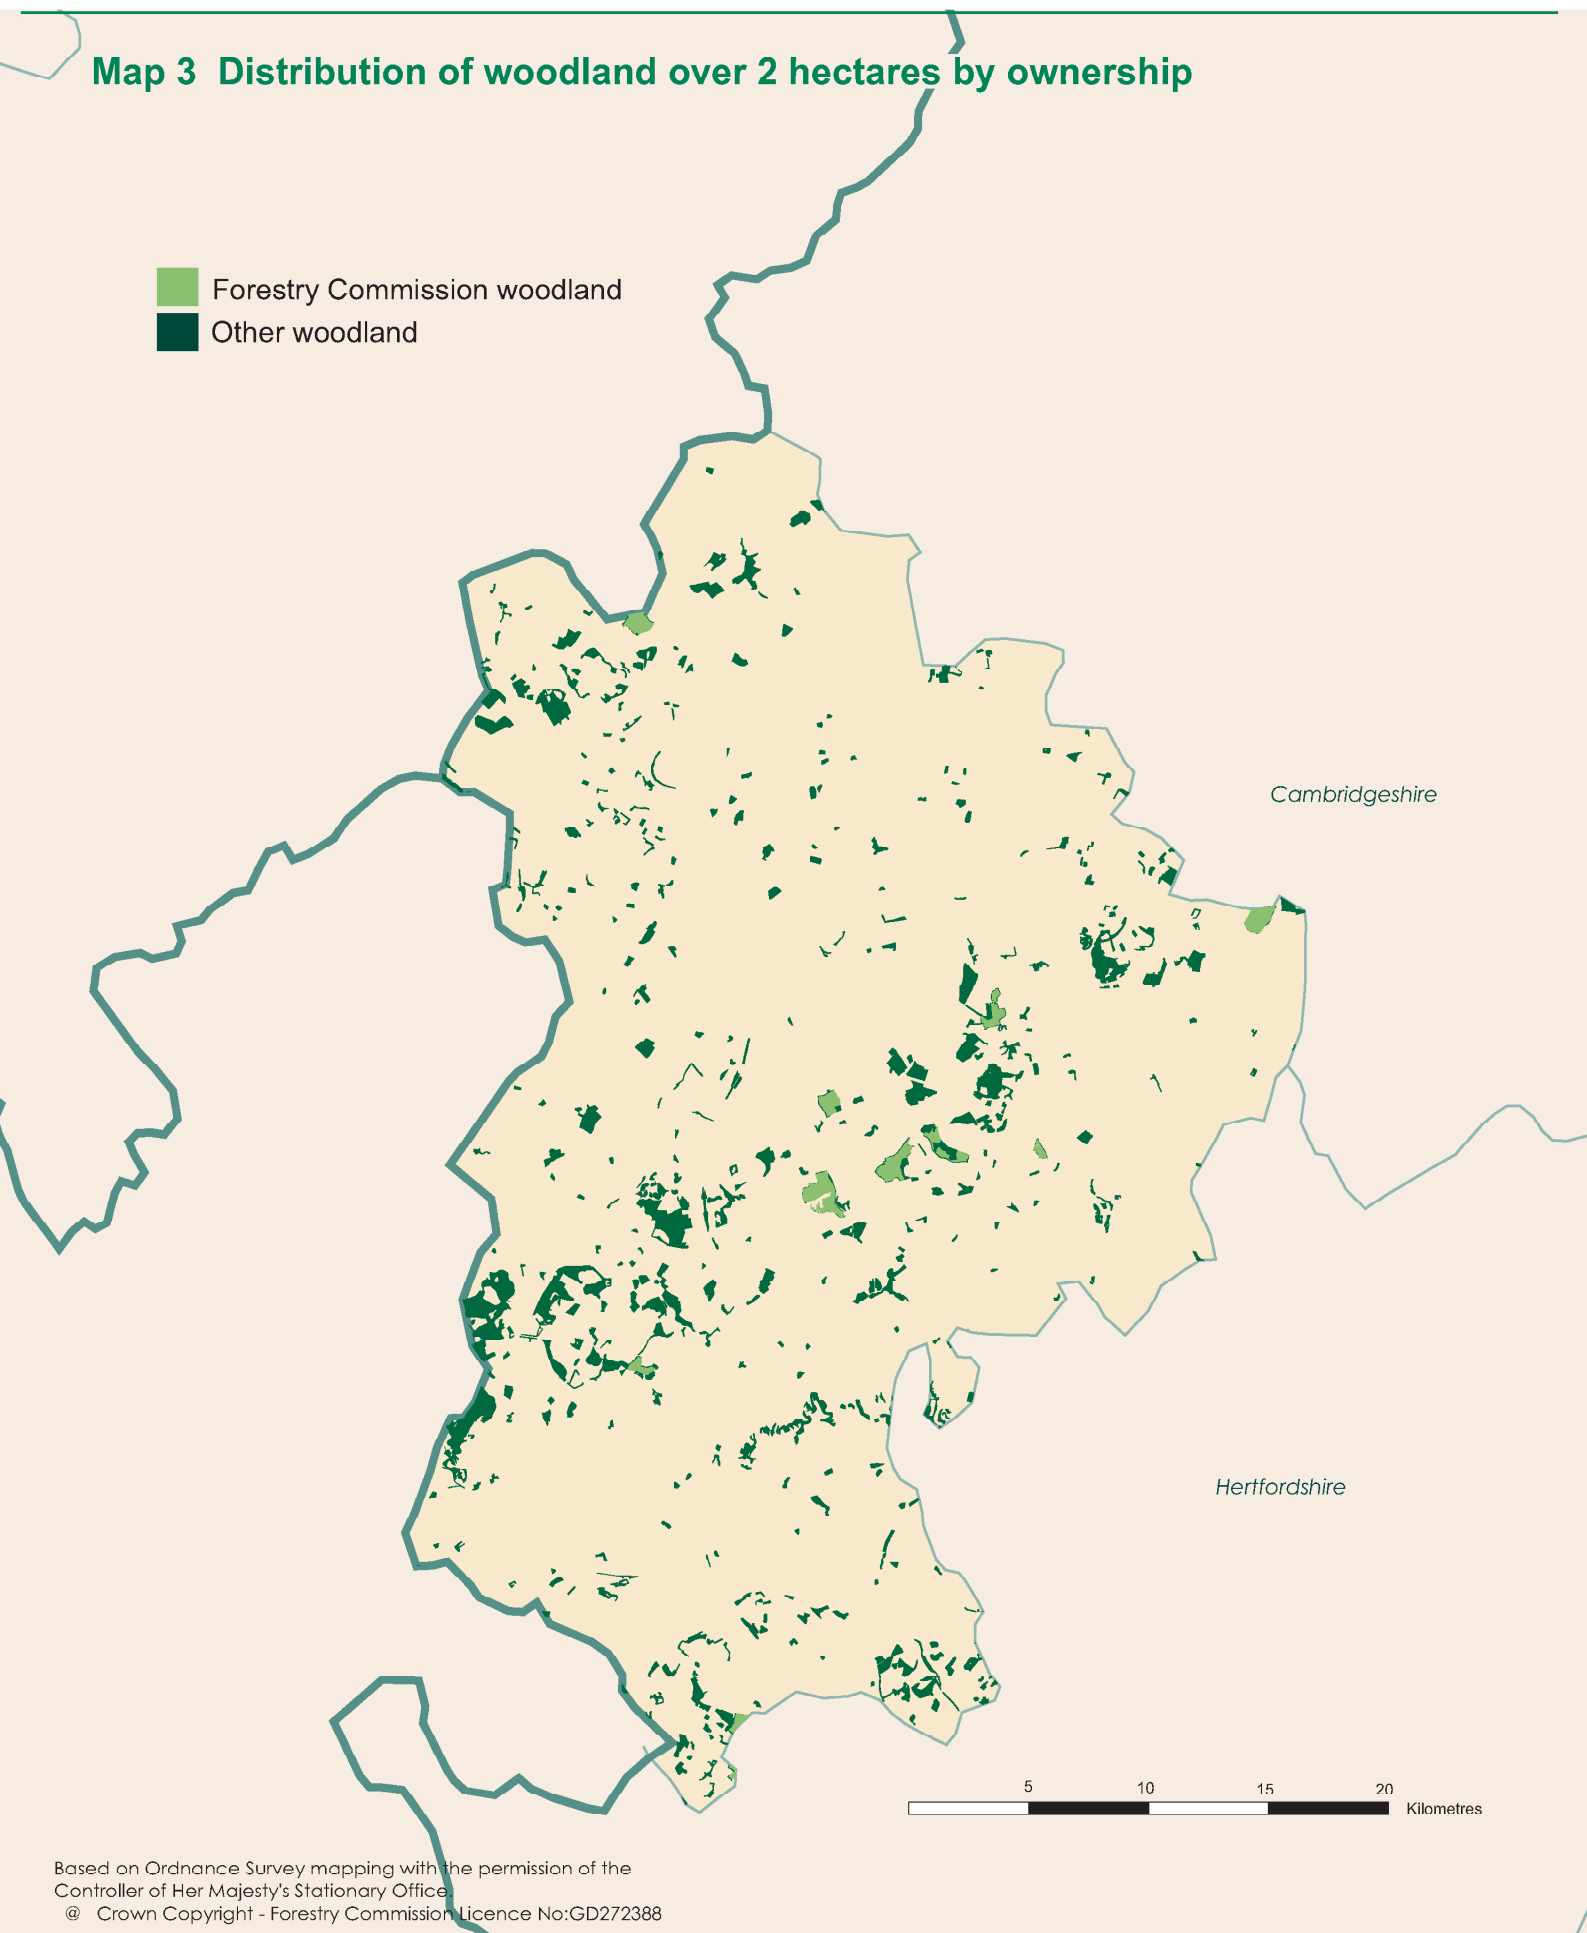 Map 3 Distribution of woodland over 2 hectares by ownership
Forestry Commission woodland
Other woodland
Cambridgeshire
Hertfordshire
5 10 15 20
Kilometres
Based on Ordnance Survey mapping with the permission of the
Controller of Her Majesty's Stationary Office.
@ Crown Copyright - Forestry Commission Licence No:GD272388